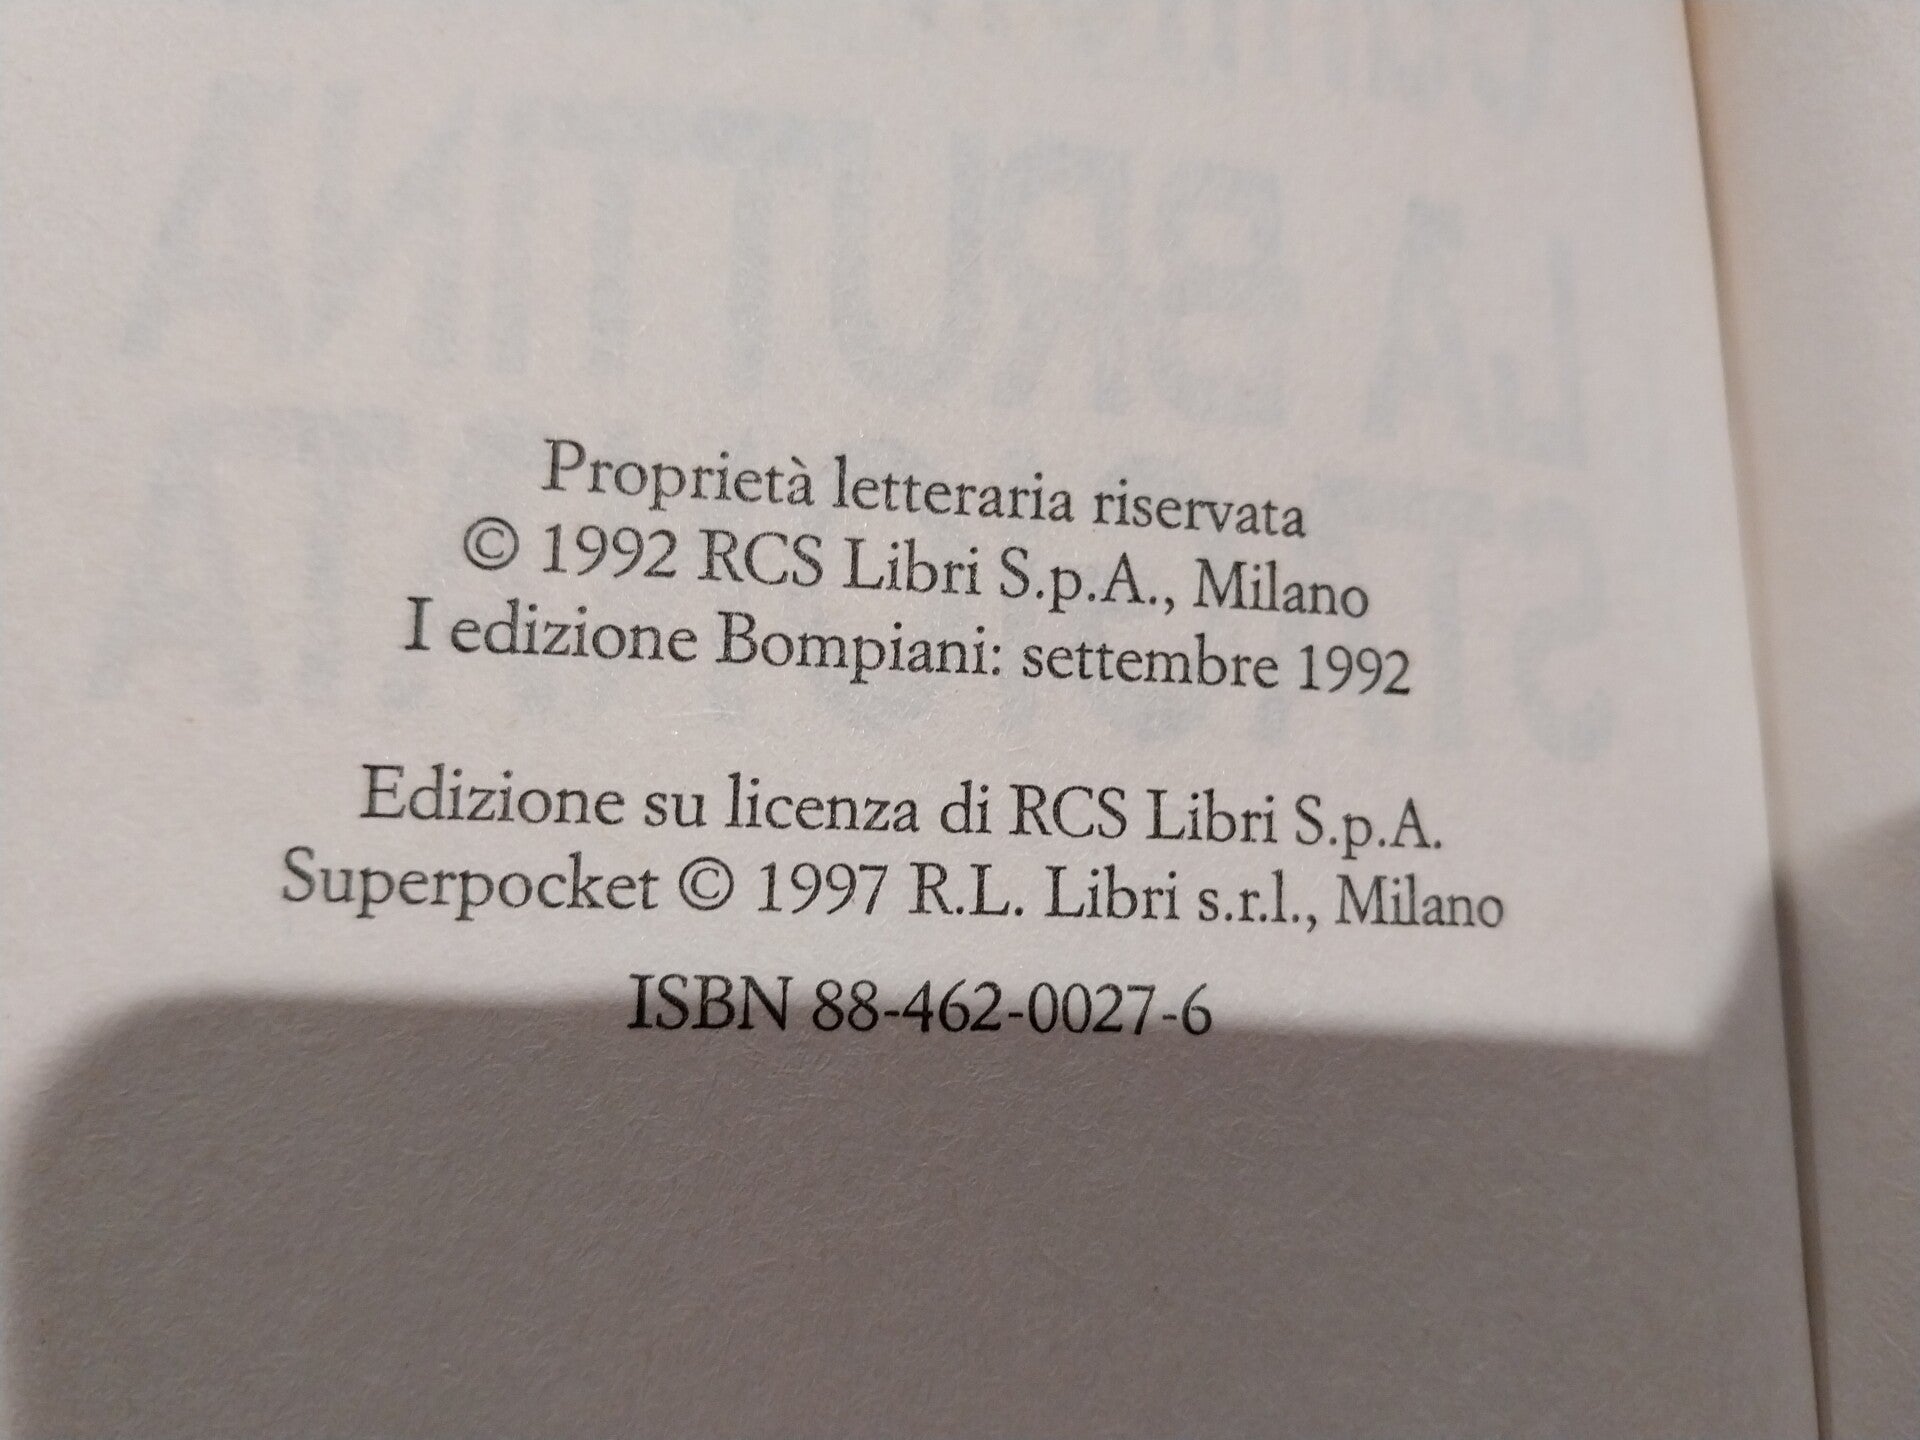 Proprietà letteraria riservata
© 1992 RCS Libri S.p.A., Milano
I edizione Bompiani: settembre 1992
Edizione su licenza di RCS Libri S.p.A.
Superpocket © 1997 R.L. Libri s.r.l., Milano
ISBN 88-462-0027-6